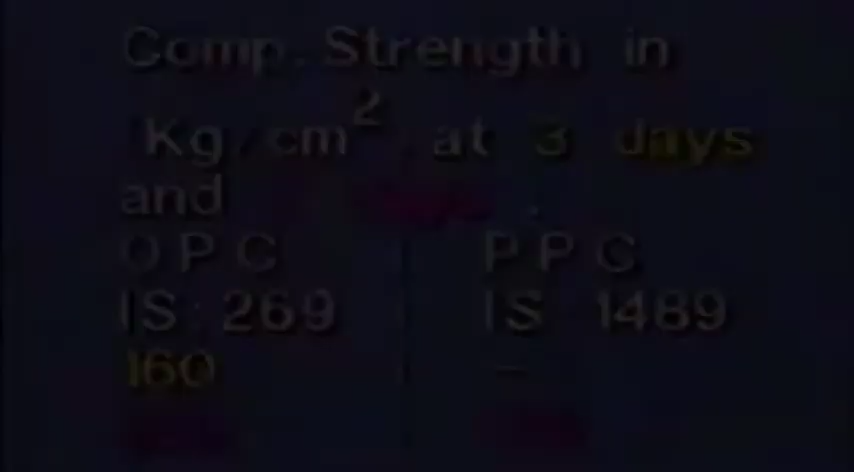 Comp. Strength in
Kg/cm² at 3 days
and
OPC PPC
IS: 269 IS 1489
160 -